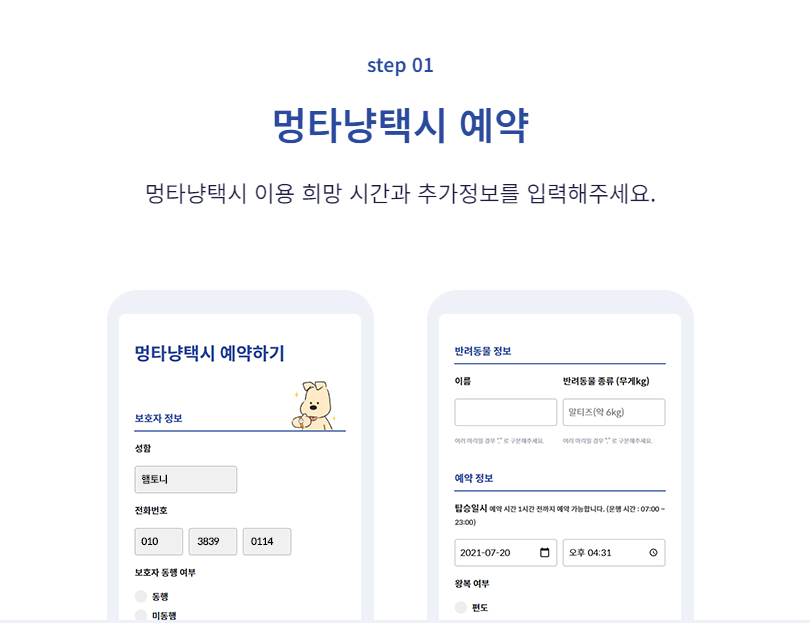 step 01
멍타냥택시 예약
멍타냥택시 이용 희망 시간과 추가정보를 입력해주세요.
멍타냥택시 예약하기
보호자 정보
성함
햄토니
전화번호
010 3839 0114
보호자 동행 여부
동행
미동행
반려동물 정보
이름 반려동물 종류 (무게kg)
말티즈(약 6kg)
여러 마리일 경우 "," 로 구분해주세요. 여러 마리일 경우 "," 로 구분해주세요.
예약 정보
탑승일시 예약 시간 1시간 전까지 예약 가능합니다. (운행 시간 : 07:00 ~
23:00)
2021-07-20 오후 04:31
왕복 여부
편도